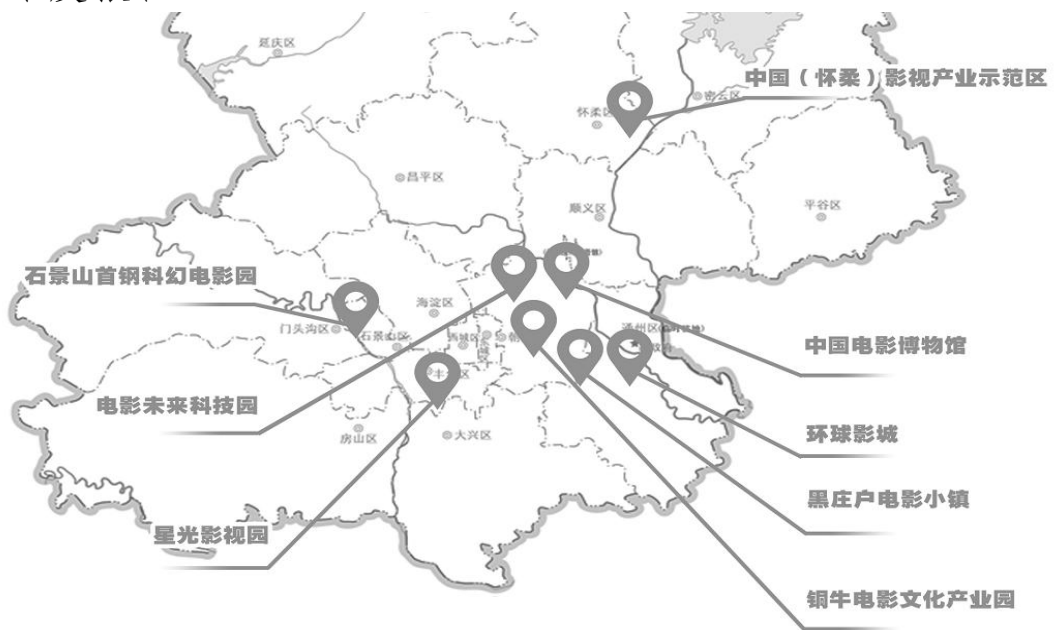 延庆区
中国（怀柔）影视产业示范区
密云区
怀柔区
昌平区
平谷区
顺义区
石景山首钢科幻电影园
海淀区
门头沟区
石景山区
西城区
通州区
中国电影博物馆
电影未来科技园
环球影城
房山区
大兴区
黑庄户电影小镇
星光影视园
铜牛电影文化产业园